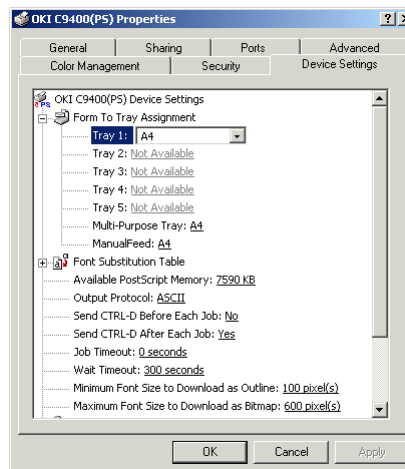 OKI C9400(PS) Properties
General Sharing Ports Advanced
Color Management Security Device Settings
OKI C9400(PS) Device Settings
Form To Tray Assignment
Tray 1: A4
Tray 2: Not Available
Tray 3: Not Available
Tray 4: Not Available
Tray 5: Not Available
Multi-Purpose Tray: A4
ManualFeed: A4
Font Substitution Table
Available PostScript Memory: 7590 KB
Output Protocol: ASCII
Send CTRL-D Before Each Job: No
Send CTRL-D After Each Job: Yes
Job Timeout: 0 seconds
Wait Timeout: 300 seconds
Minimum Font Size to Download as Outline: 100 pixel(s)
Maximum Font Size to Download as Bitmap: 600 pixel(s)
OK Cancel Apply